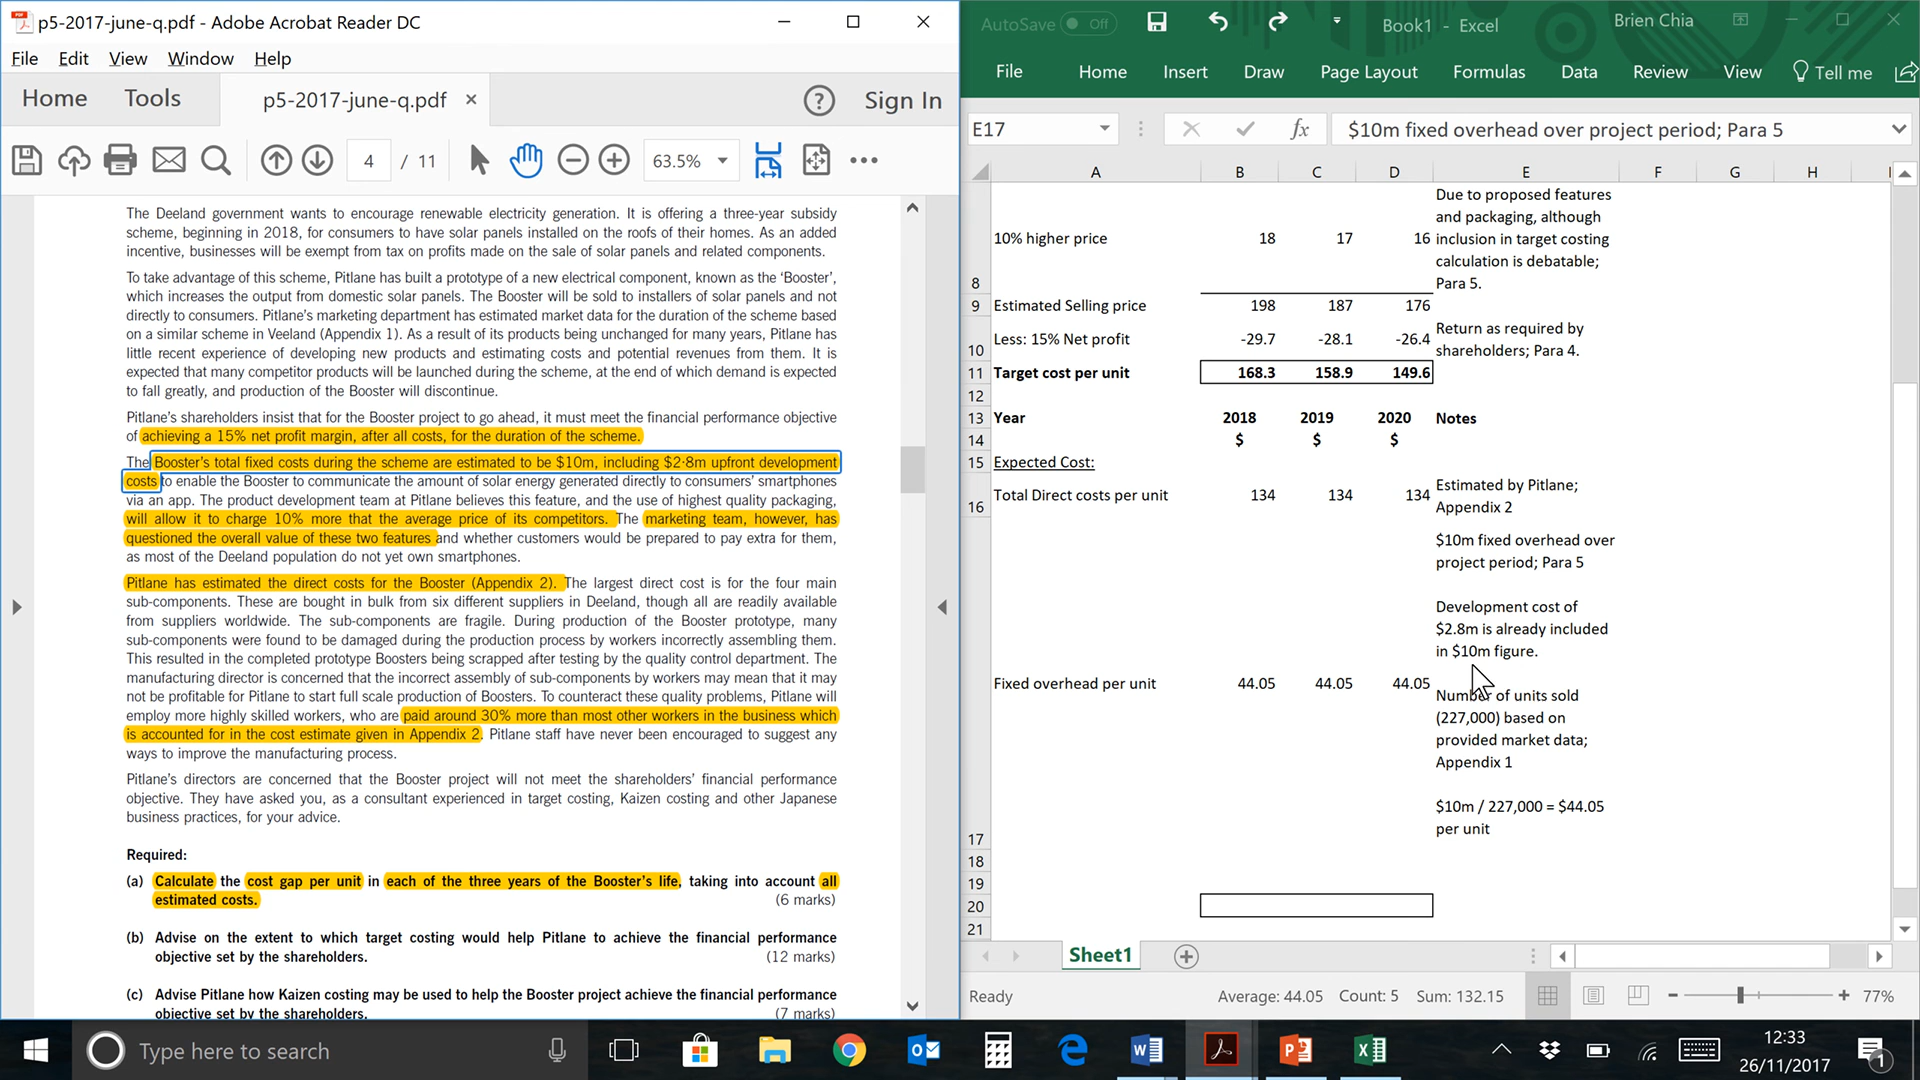 p5-2017-june-q.pdf - Adobe Acrobat Reader DC
File Edit View Window Help
Home Tools p5-2017-june-q.pdf × ? Sign In
4 / 11 63.5%
The Deeland government wants to encourage renewable electricity generation. It is offering a three-year subsidy
scheme, beginning in 2018, for consumers to have solar panels installed on the roofs of their homes. As an added
incentive, businesses will be exempt from tax on profits made on the sale of solar panels and related components.
To take advantage of this scheme, Pitlane has built a prototype of a new electrical component, known as the ‘Booster’,
which increases the output from domestic solar panels. The Booster will be sold to installers of solar panels and not
directly to consumers. Pitlane’s marketing department has estimated market data for the duration of the scheme based
on a similar scheme in Veeland (Appendix 1). As a result of its products being unchanged for many years, Pitlane has
little recent experience of developing new products and estimating costs and potential revenues from them. It is
expected that many competitor products will be launched during the scheme, at the end of which demand is expected
to fall greatly, and production of the Booster will discontinue.
Pitlane’s shareholders insist that for the Booster project to go ahead, it must meet the financial performance objective
of achieving a 15% net profit margin, after all costs, for the duration of the scheme.
The Booster’s total fixed costs during the scheme are estimated to be $10m, including $2·8m upfront development
costs to enable the Booster to communicate the amount of solar energy generated directly to consumers’ smartphones
via an app. The product development team at Pitlane believes this feature, and the use of highest quality packaging,
will allow it to charge 10% more that the average price of its competitors. The marketing team, however, has
questioned the overall value of these two features and whether customers would be prepared to pay extra for them,
as most of the Deeland population do not yet own smartphones.
Pitlane has estimated the direct costs for the Booster (Appendix 2). The largest direct cost is for the four main
sub-components. These are bought in bulk from six different suppliers in Deeland, though all are readily available
from suppliers worldwide. The sub-components are fragile. During production of the Booster prototype, many
sub-components were found to be damaged during the production process by workers incorrectly assembling them.
This resulted in the completed prototype Boosters being scrapped after testing by the quality control department. The
manufacturing director is concerned that the incorrect assembly of sub-components by workers may mean that it may
not be profitable for Pitlane to start full scale production of Boosters. To counteract these quality problems, Pitlane will
employ more highly skilled workers, who are paid around 30% more than most other workers in the business which
is accounted for in the cost estimate given in Appendix 2. Pitlane staff have never been encouraged to suggest any
ways to improve the manufacturing process.
Pitlane’s directors are concerned that the Booster project will not meet the shareholders’ financial performance
objective. They have asked you, as a consultant experienced in target costing, Kaizen costing and other Japanese
business practices, for your advice.
Required:
(a) Calculate the cost gap per unit in each of the three years of the Booster’s life, taking into account all
estimated costs. (6 marks)
(b) Advise on the extent to which target costing would help Pitlane to achieve the financial performance
objective set by the shareholders. (12 marks)
(c) Advise Pitlane how Kaizen costing may be used to help the Booster project achieve the financial performance
objective set by the shareholders. (7 marks)
AutoSave Off Book1 - Excel Brien Chia
File Home Insert Draw Page Layout Formulas Data Review View Tell me
E17 fx $10m fixed overhead over project period; Para 5
A B C D E F G H I
Due to proposed features
and packaging, although
10% higher price 18 17 16 inclusion in target costing
calculation is debatable;
8 Para 5.
9 Estimated Selling price 198 187 176
Return as required by
10 Less: 15% Net profit -29.7 -28.1 -26.4 shareholders; Para 4.
11 Target cost per unit 168.3 158.9 149.6
12
13 Year 2018 2019 2020 Notes
14 $ $ $
15 Expected Cost:
16 Total Direct costs per unit 134 134 134 Estimated by Pitlane;
Appendix 2
$10m fixed overhead over
project period; Para 5
Development cost of
$2.8m is already included
in $10m figure.
Fixed overhead per unit 44.05 44.05 44.05
Number of units sold
(227,000) based on
provided market data;
Appendix 1
$10m / 227,000 = $44.05
per unit
17
18
19
20
21
Sheet1
Ready Average: 44.05 Count: 5 Sum: 132.15 77%
Type here to search
12:33
26/11/2017
1